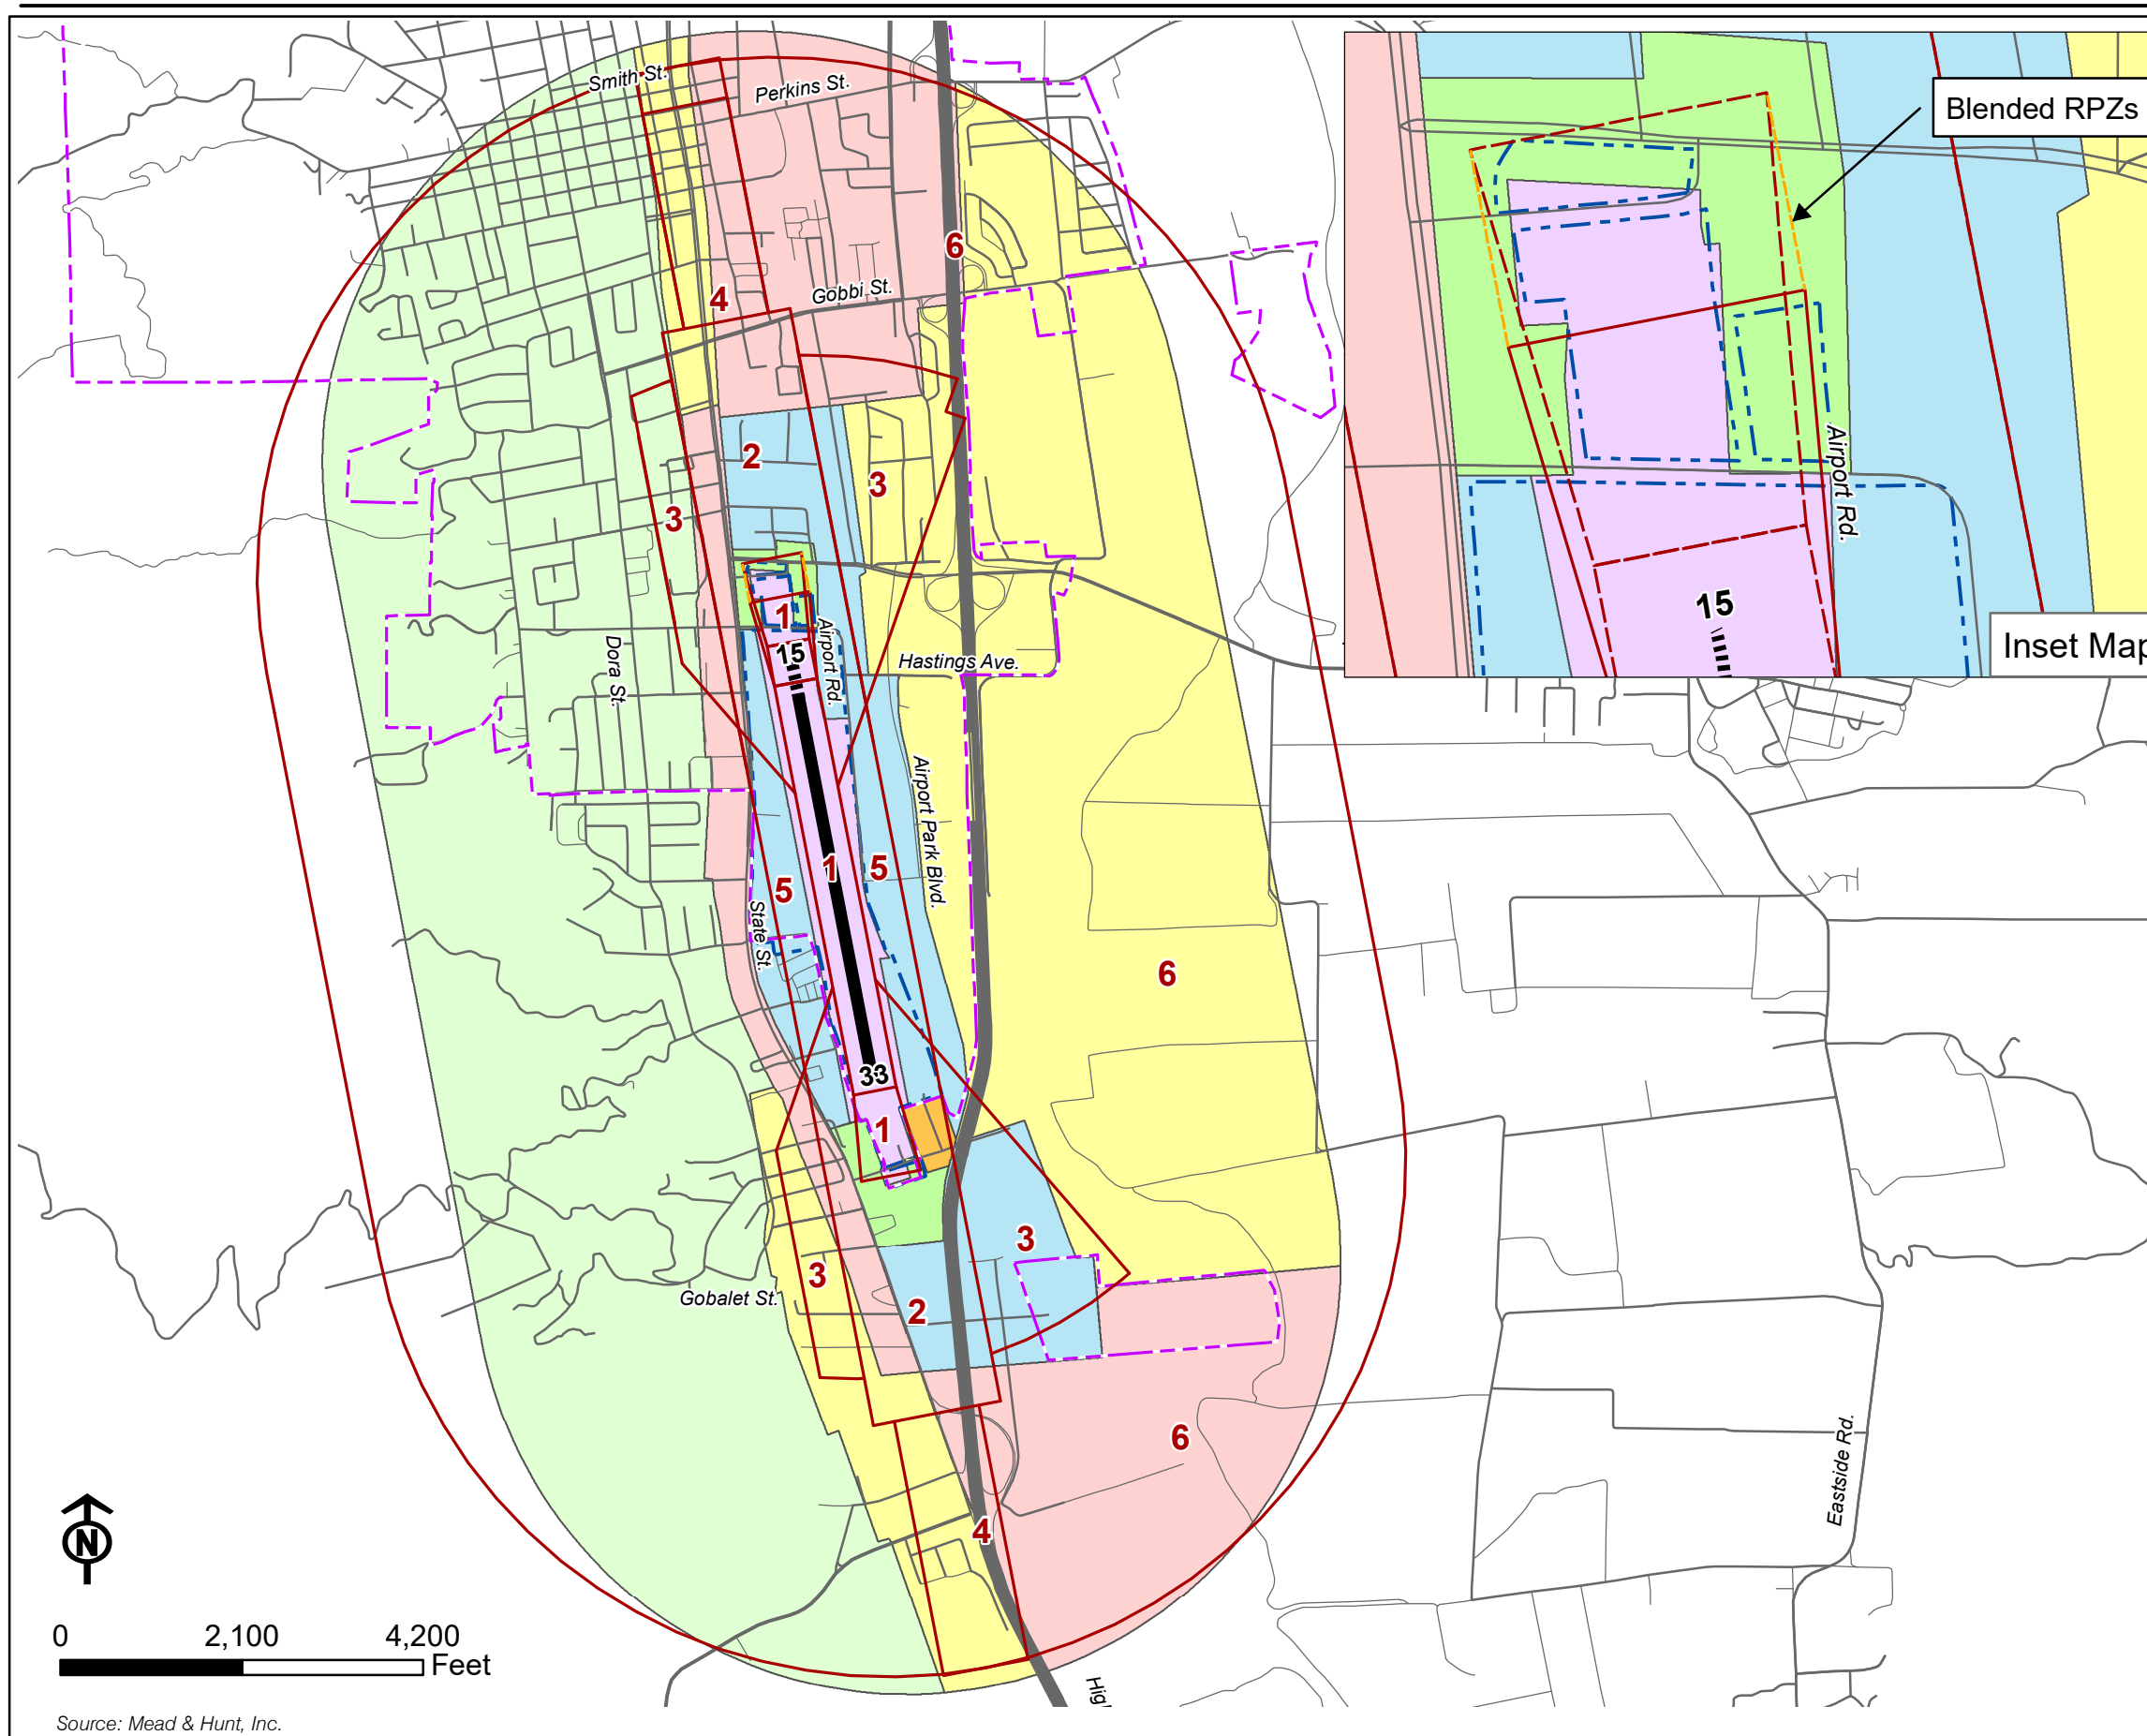 Smith St.
Perkins St.
Blended RPZs
6
4
Gobbi St.
2
3
3
Airport Rd.
15
Inset Map
1
15
Airport Rd.
Dora St.
Hastings Ave.
Airport Park Blvd.
1
5
5
State St.
6
33
1
3
3
2
Gobalet St.
6
4
Eastside Rd.
N
0
2,100
4,200
Feet
Source: Mead & Hunt, Inc.